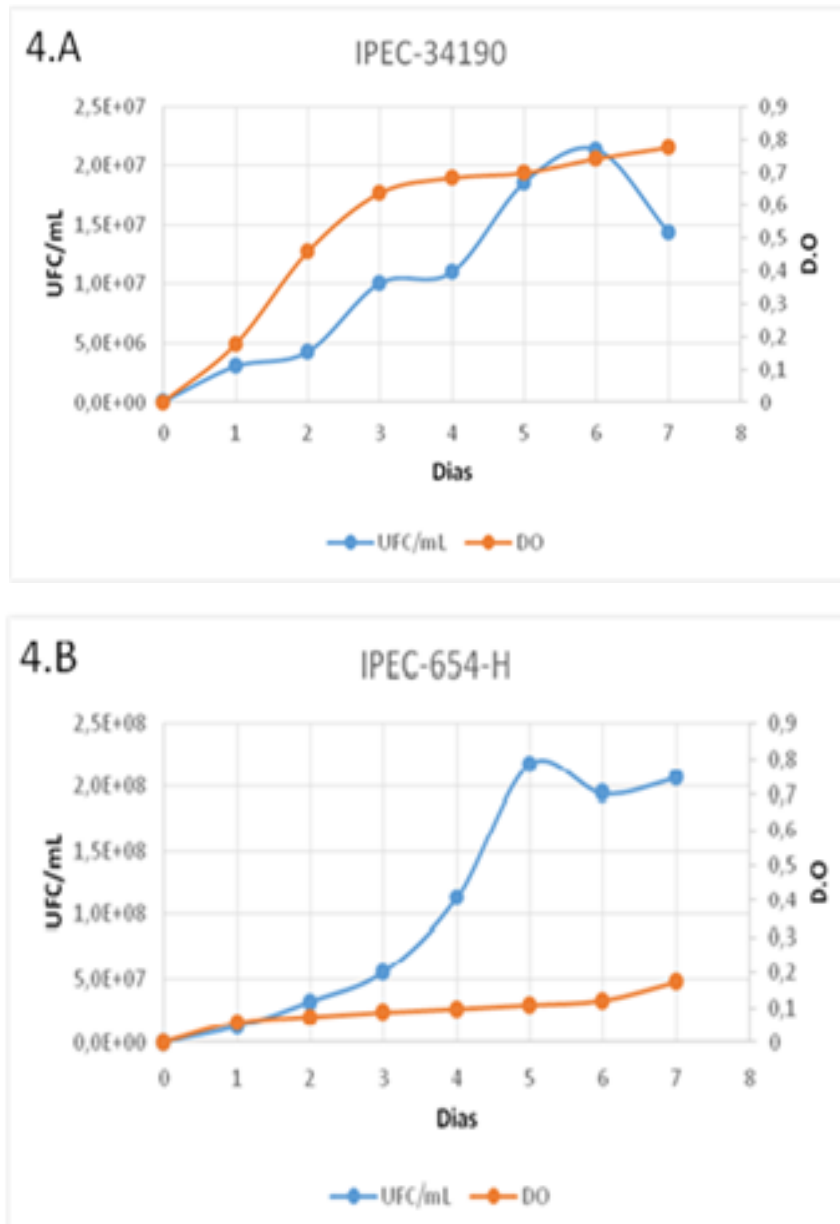 4.A
IPEC-34190
2,5E+07
2,0E+07
1,5E+07
1,0E+07
5,0E+06
0,0E+00
UFC/mL
0,9
0,8
0,7
0,6
0,5
0,4
0,3
0,2
0,1
0
D.O
0 1 2 3 4 5 6 7 8
Dias
UFC/mL DO
4.B
IPEC-654-H
2,5E+08
2,0E+08
1,5E+08
1,0E+08
5,0E+07
0,0E+00
UFC/mL
0,9
0,8
0,7
0,6
0,5
0,4
0,3
0,2
0,1
0
D.O
0 1 2 3 4 5 6 7 8
Dias
UFC/mL DO